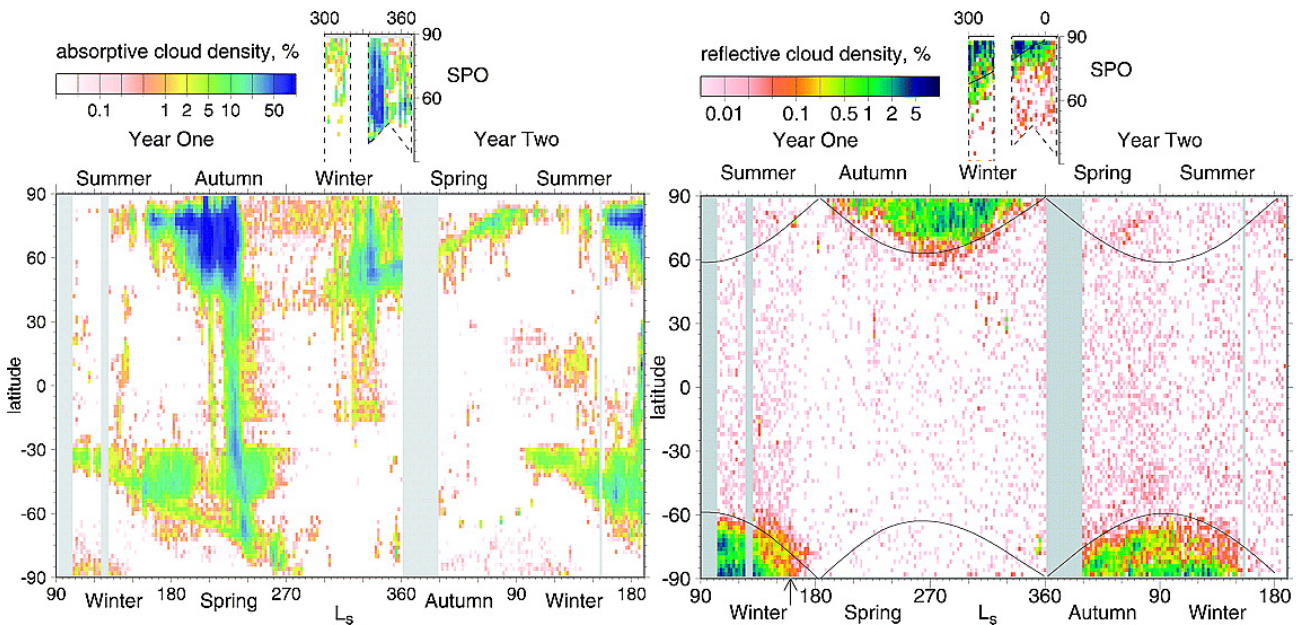 300 360
90
absorptive cloud density, %
SPO
60
0.1 1 2 5 10 50
Year One Year Two
Summer Autumn Winter Spring Summer
90
60
30
0
-30
-60
-90
latitude
90 180 270 360 90 180
Winter Spring Ls Autumn Winter
300 0
90
reflective cloud density, %
SPO
60
0.01 0.1 0.5 1 2 5
Year One Year Two
Summer Autumn Winter Spring Summer
90
60
30
0
-30
-60
-90
latitude
90 180 270 360 90 180
Winter Spring Ls Autumn Winter